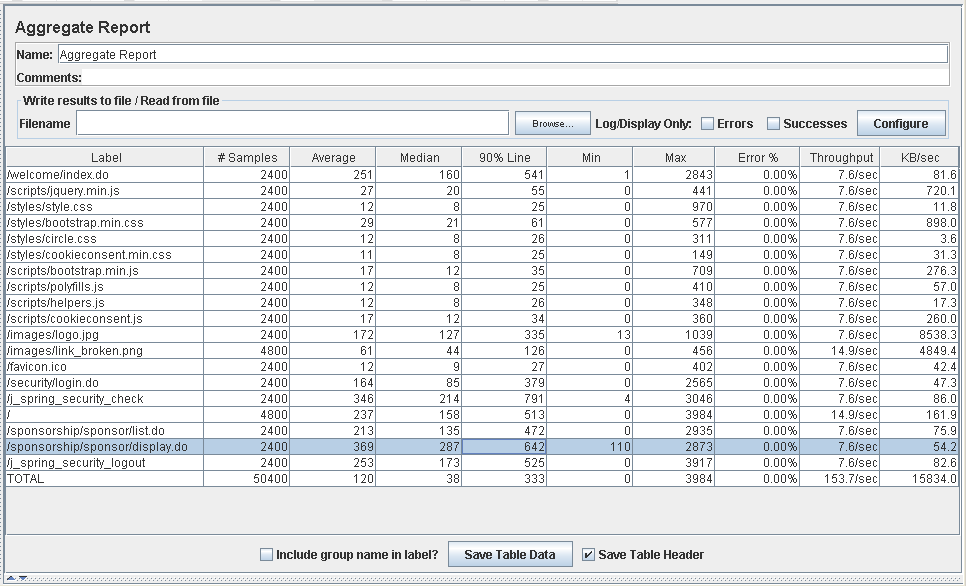 Aggregate Report
Name: Aggregate Report
Comments:
Write results to file / Read from file
Filename Browse... Log/Display Only: Errors Successes Configure
Label # Samples Average Median 90% Line Min Max Error % Throughput KB/sec
/welcome/index.do 2400 251 160 541 1 2843 0.00% 7.6/sec 81.6
/scripts/jquery.min.js 2400 27 20 55 0 441 0.00% 7.6/sec 720.1
/styles/style.css 2400 12 8 25 0 970 0.00% 7.6/sec 11.8
/styles/bootstrap.min.css 2400 29 21 61 0 577 0.00% 7.6/sec 898.0
/styles/circle.css 2400 12 8 26 0 311 0.00% 7.6/sec 3.6
/styles/cookieconsent.min.css 2400 11 8 25 0 149 0.00% 7.6/sec 31.3
/scripts/bootstrap.min.js 2400 17 12 35 0 709 0.00% 7.6/sec 276.3
/scripts/polyfills.js 2400 12 8 25 0 410 0.00% 7.6/sec 57.0
/scripts/helpers.js 2400 12 8 26 0 348 0.00% 7.6/sec 17.3
/scripts/cookieconsent.js 2400 17 12 34 0 360 0.00% 7.6/sec 260.0
/images/logo.jpg 2400 172 127 335 13 1039 0.00% 7.6/sec 8538.3
/images/link_broken.png 4800 61 44 126 0 456 0.00% 14.9/sec 4849.4
/favicon.ico 2400 12 9 27 0 402 0.00% 7.6/sec 42.4
/security/login.do 2400 164 85 379 0 2565 0.00% 7.6/sec 47.3
/j_spring_security_check 2400 346 214 791 4 3046 0.00% 7.6/sec 86.0
/ 4800 237 158 513 0 3984 0.00% 14.9/sec 161.9
/sponsorship/sponsor/list.do 2400 213 135 472 0 2935 0.00% 7.6/sec 75.9
/sponsorship/sponsor/display.do 2400 369 287 642 110 2873 0.00% 7.6/sec 54.2
/j_spring_security_logout 2400 253 173 525 0 3917 0.00% 7.6/sec 82.6
TOTAL 50400 120 38 333 0 3984 0.00% 153.7/sec 15834.0
Include group name in label? Save Table Data Save Table Header